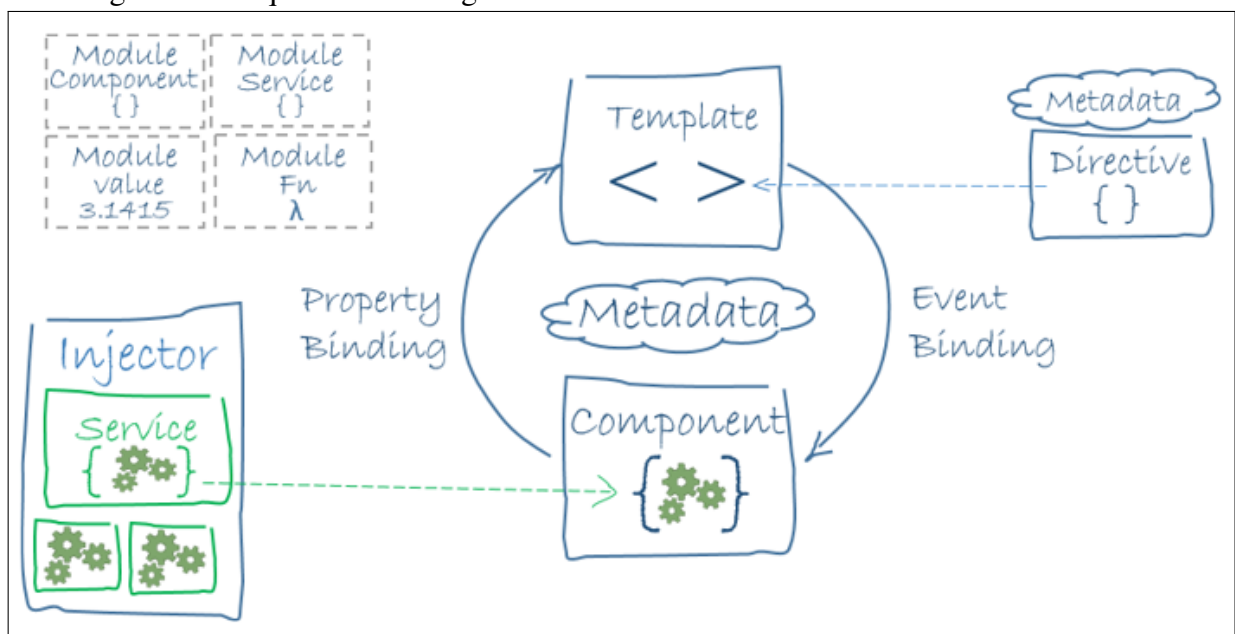 Module
Component
{ }
Module
Service
{ }
Module
value
3.1415
Module
Fn
λ
Template
< >
Metadata
Directive
{ }
Property
Binding
Metadata
Event
Binding
Injector
Service
{ }
Component
{ }